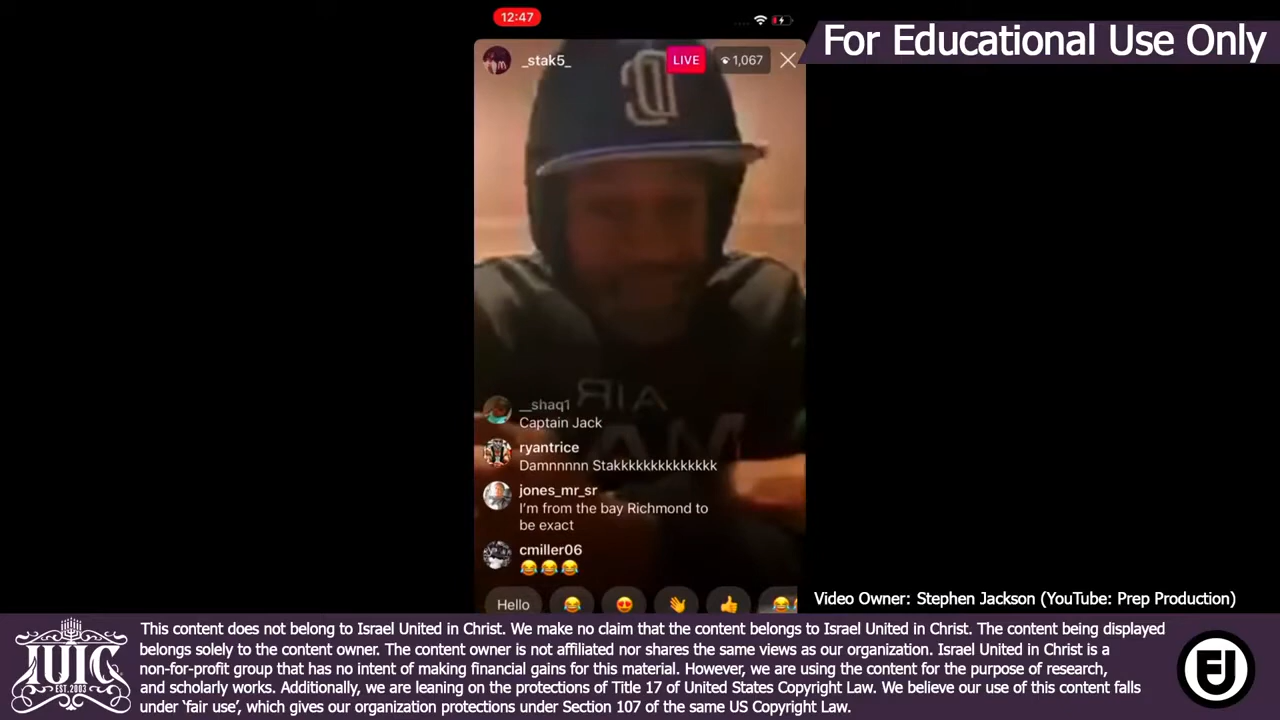 12:47
For Educational Use Only
_stak5_
LIVE
1,067
AIR
__shaq1
Captain Jack
ryantrice
Damnnnnn Stakkkkkkkkkkkkkk
jones_mr_sr
I'm from the bay Richmond to
be exact
cmiller06
😂😂😂
Hello
Video Owner: Stephen Jackson (YouTube: Prep Production)
IUIC
EST.2003
This content does not belong to Israel United in Christ. We make no claim that the content belongs to Israel United in Christ. The content being displayed
belongs solely to the content owner. The content owner is not affiliated nor shares the same views as our organization. Israel United in Christ is a
non-for-profit group that has no intent of making financial gains for this material. However, we are using the content for the purpose of research,
and scholarly works. Additionally, we are leaning on the protections of Title 17 of United States Copyright Law. We believe our use of this content falls
under 'fair use', which gives our organization protections under Section 107 of the same US Copyright Law.